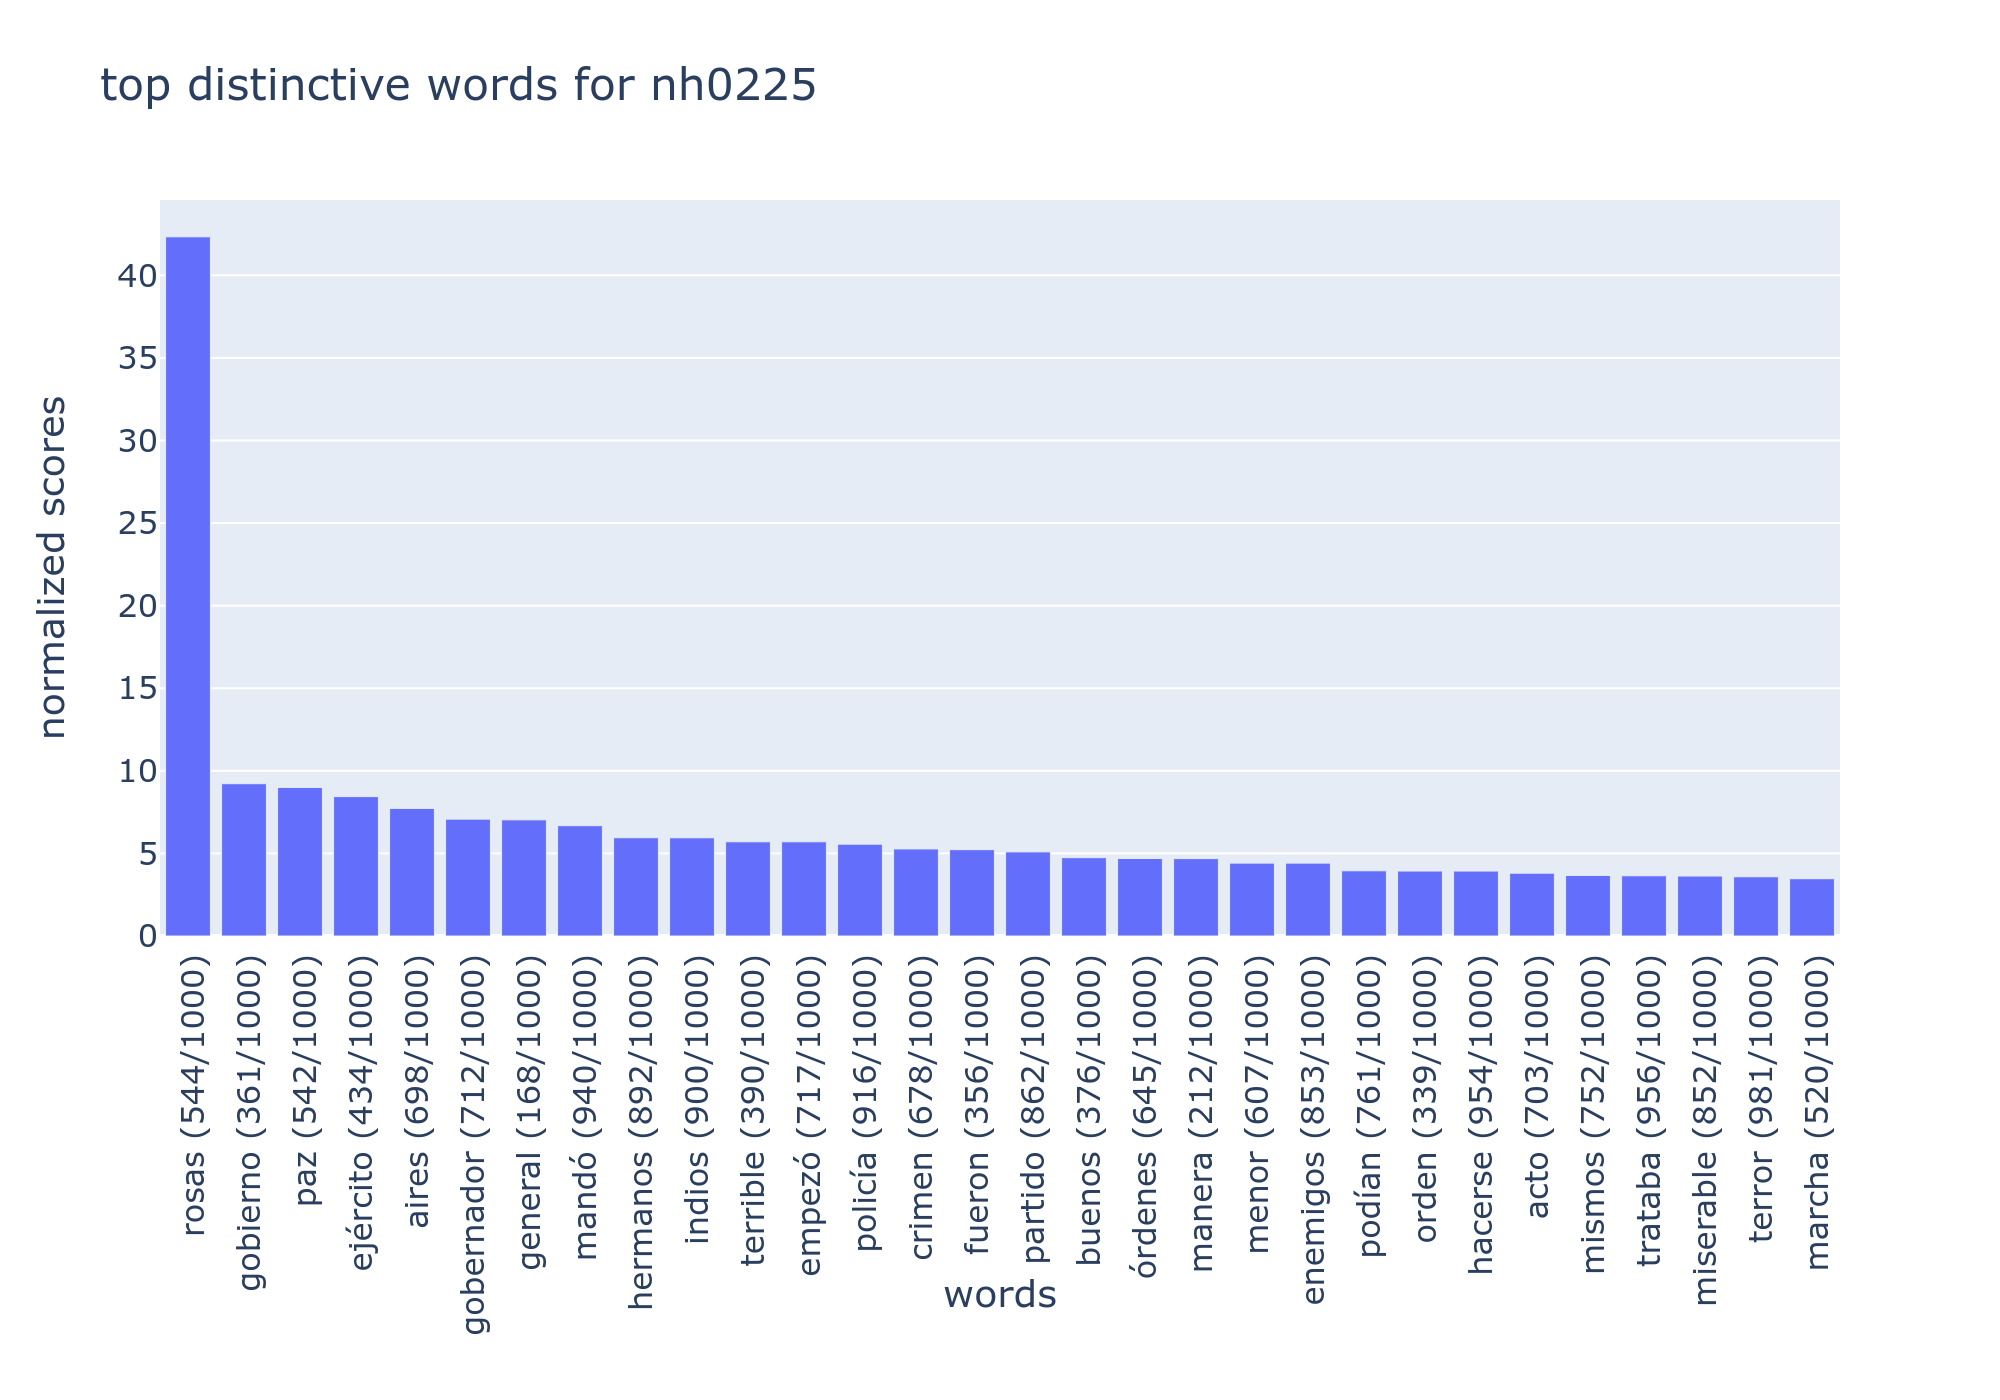 top distinctive words for nh0225
normalized scores
40
35
30
25
20
15
10
5
0
rosas (544/1000)
gobierno (361/1000)
paz (542/1000)
ejército (434/1000)
aires (698/1000)
gobernador (712/1000)
general (168/1000)
mandó (940/1000)
hermanos (892/1000)
indios (900/1000)
terrible (390/1000)
empezó (717/1000)
policía (916/1000)
crimen (678/1000)
fueron (356/1000)
partido (862/1000)
buenos (376/1000)
órdenes (645/1000)
manera (212/1000)
menor (607/1000)
enemigos (853/1000)
podían (761/1000)
orden (339/1000)
hacerse (954/1000)
acto (703/1000)
mismos (752/1000)
trataba (956/1000)
miserable (852/1000)
terror (981/1000)
marcha (520/1000)
words